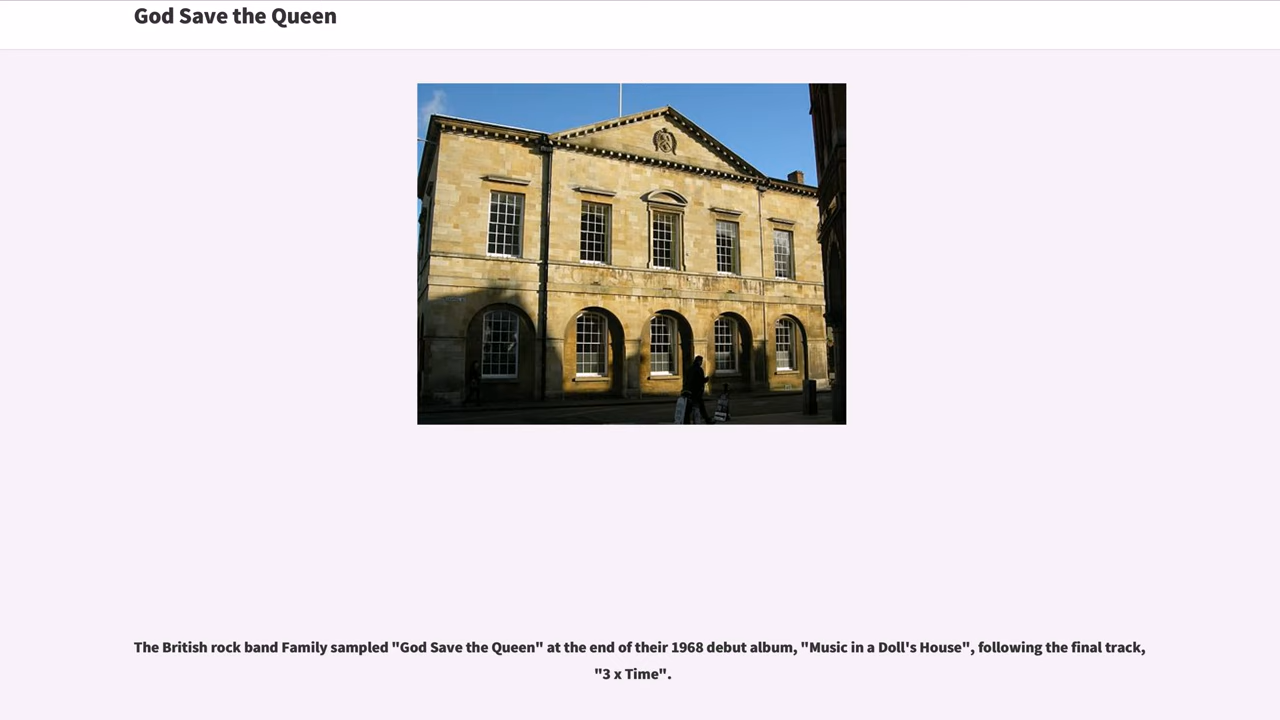 God Save the Queen
The British rock band Family sampled "God Save the Queen" at the end of their 1968 debut album, "Music in a Doll's House", following the final track,
"3 x Time".